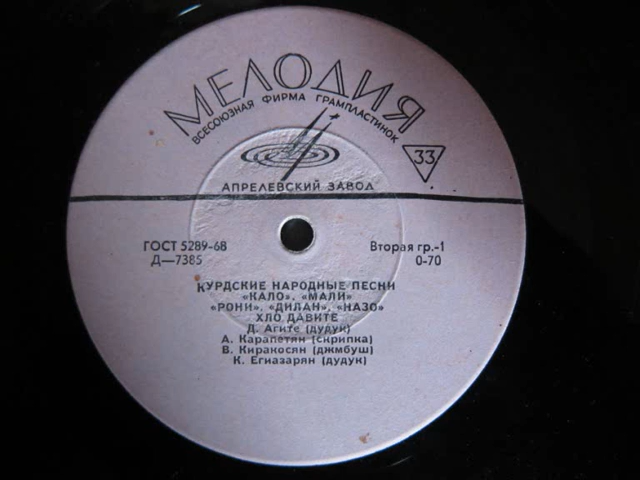 МЕЛОДИЯ
ВСЕСОЮЗНАЯ ФИРМА ГРАМПЛАСТИНОК
33
АПРЕЛЕВСКИЙ ЗАВОД
ГОСТ 5289-68
Вторая гр.-1
Д—7385
0-70
КУРДСКИЕ НАРОДНЫЕ ПЕСНИ
«КАЛО», «МАЛИ»
«РОНИ», «ДИЛАН», «НАЗО»
ХЛО ДАВИТЕ
Д. Агите (дудук)
А. Карапетян (скрипка)
В. Киракосян (джмбуш)
К. Егиазарян (дудук)